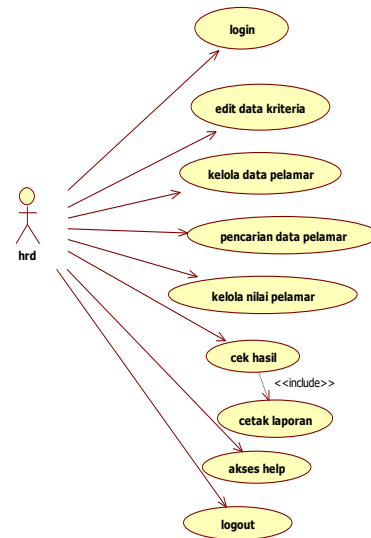 login
edit data kriteria
kelola data pelamar
pencarian data pelamar
hrd
kelola nilai pelamar
cek hasil
<<include>>
cetak laporan
akses help
logout